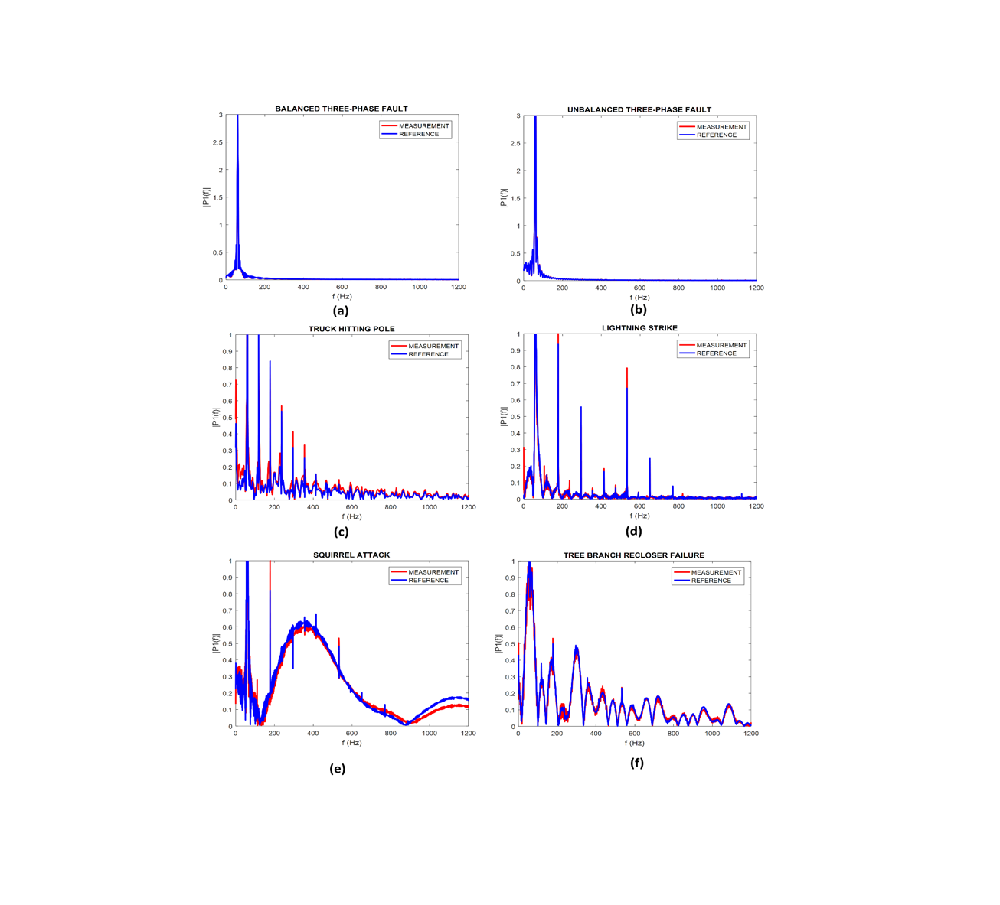 BALANCED THREE-PHASE FAULT
MEASUREMENT
REFERENCE
|P1(f)|
3
2.5
2
1.5
1
0.5
0
0 200 400 600 800 1000 1200
f (Hz)
(a)
UNBALANCED THREE-PHASE FAULT
MEASUREMENT
REFERENCE
|P1(f)|
3
2.5
2
1.5
1
0.5
0
0 200 400 600 800 1000 1200
f (Hz)
(b)
TRUCK HITTING POLE
MEASUREMENT
REFERENCE
|P1(f)|
1
0.9
0.8
0.7
0.6
0.5
0.4
0.3
0.2
0.1
0
0 200 400 600 800 1000 1200
f (Hz)
(c)
LIGHTNING STRIKE
MEASUREMENT
REFERENCE
|P1(f)|
1
0.9
0.8
0.7
0.6
0.5
0.4
0.3
0.2
0.1
0
0 200 400 600 800 1000 1200
f (Hz)
(d)
SQUIRREL ATTACK
MEASUREMENT
REFERENCE
|P1(f)|
1
0.9
0.8
0.7
0.6
0.5
0.4
0.3
0.2
0.1
0
0 200 400 600 800 1000 1200
f (Hz)
(e)
TREE BRANCH RECLOSER FAILURE
MEASUREMENT
REFERENCE
|P1(f)|
1
0.9
0.8
0.7
0.6
0.5
0.4
0.3
0.2
0.1
0
0 200 400 600 800 1000 1200
f (Hz)
(f)